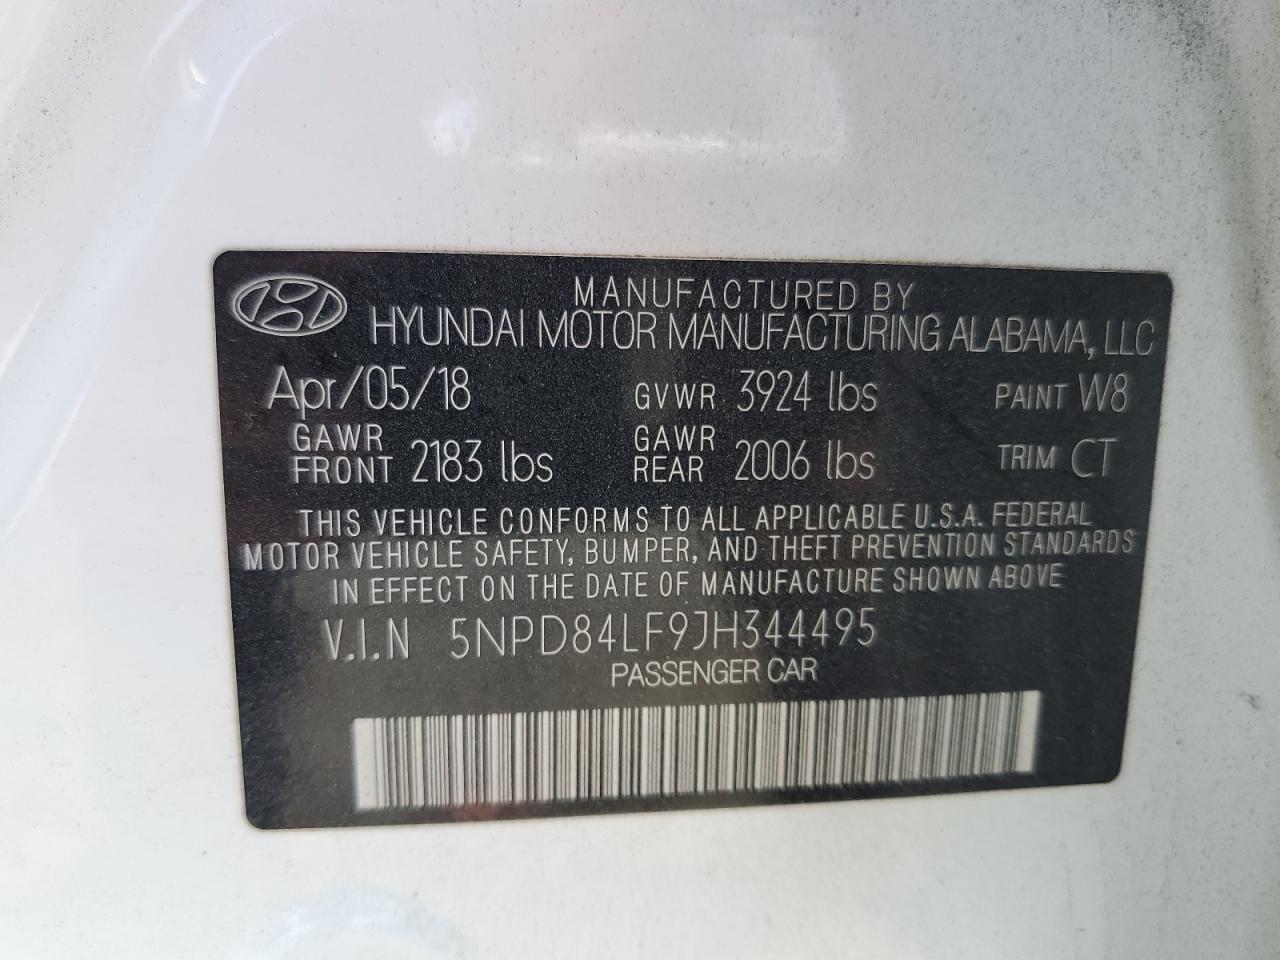 MANUFACTURED BY
HYUNDAI MOTOR MANUFACTURING ALABAMA, LLC
Apr/05/18 GVWR 3924 lbs PAINT W8
GAWR FRONT 2183 lbs GAWR REAR 2006 lbs TRIM CT
THIS VEHICLE CONFORMS TO ALL APPLICABLE U.S.A. FEDERAL
MOTOR VEHICLE SAFETY, BUMPER, AND THEFT PREVENTION STANDARDS
IN EFFECT ON THE DATE OF MANUFACTURE SHOWN ABOVE
V.I.N 5NPD84LF9JH344495
PASSENGER CAR